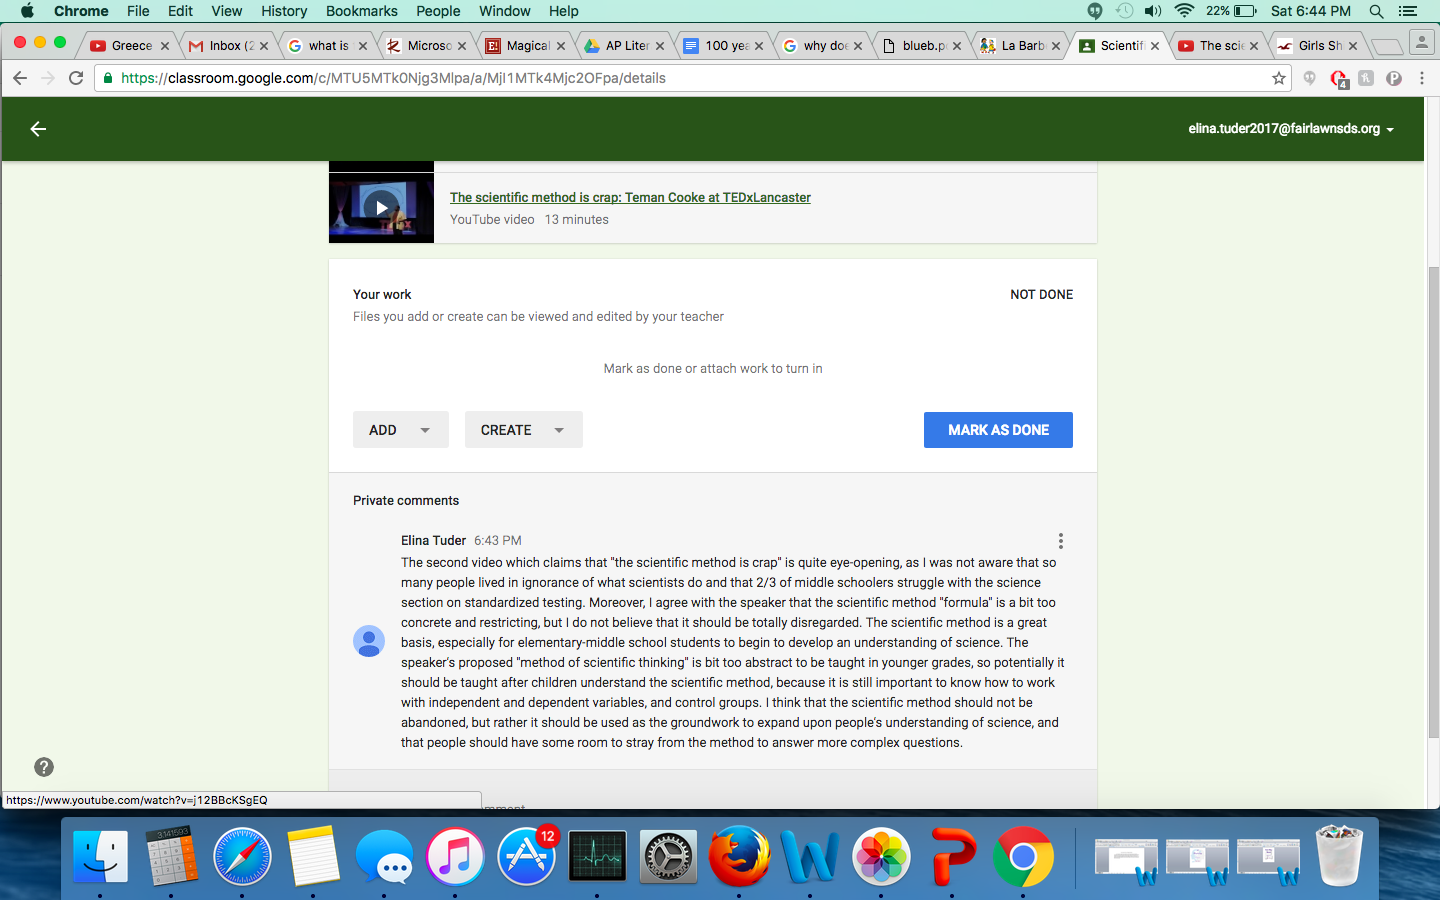 Chrome File Edit View History Bookmarks People Window Help 22% Sat 6:44 PM
Greece Inbox (2 what is Microso Magical AP Liter 100 yea why doe blueb.p La Barb Scientifi The scie Girls Sh
https://classroom.google.com/c/MTU5MTk0Njg3Mlpa/a/MjI1MTk4Mjc2OFpa/details 4
elina.tuder2017@fairlawnsds.org
The scientific method is crap: Teman Cooke at TEDxLancaster
YouTube video 13 minutes
Your work NOT DONE
Files you add or create can be viewed and edited by your teacher
Mark as done or attach work to turn in
ADD CREATE MARK AS DONE
Private comments
Elina Tuder 6:43 PM
The second video which claims that "the scientific method is crap" is quite eye-opening, as I was not aware that so
many people lived in ignorance of what scientists do and that 2/3 of middle schoolers struggle with the science
section on standardized testing. Moreover, I agree with the speaker that the scientific method "formula" is a bit too
concrete and restricting, but I do not believe that it should be totally disregarded. The scientific method is a great
basis, especially for elementary-middle school students to begin to develop an understanding of science. The
speaker's proposed "method of scientific thinking" is bit too abstract to be taught in younger grades, so potentially it
should be taught after children understand the scientific method, because it is still important to know how to work
with independent and dependent variables, and control groups. I think that the scientific method should not be
abandoned, but rather it should be used as the groundwork to expand upon people's understanding of science, and
that people should have some room to stray from the method to answer more complex questions.
https://www.youtube.com/watch?v=j12BBcKSgEQ
12